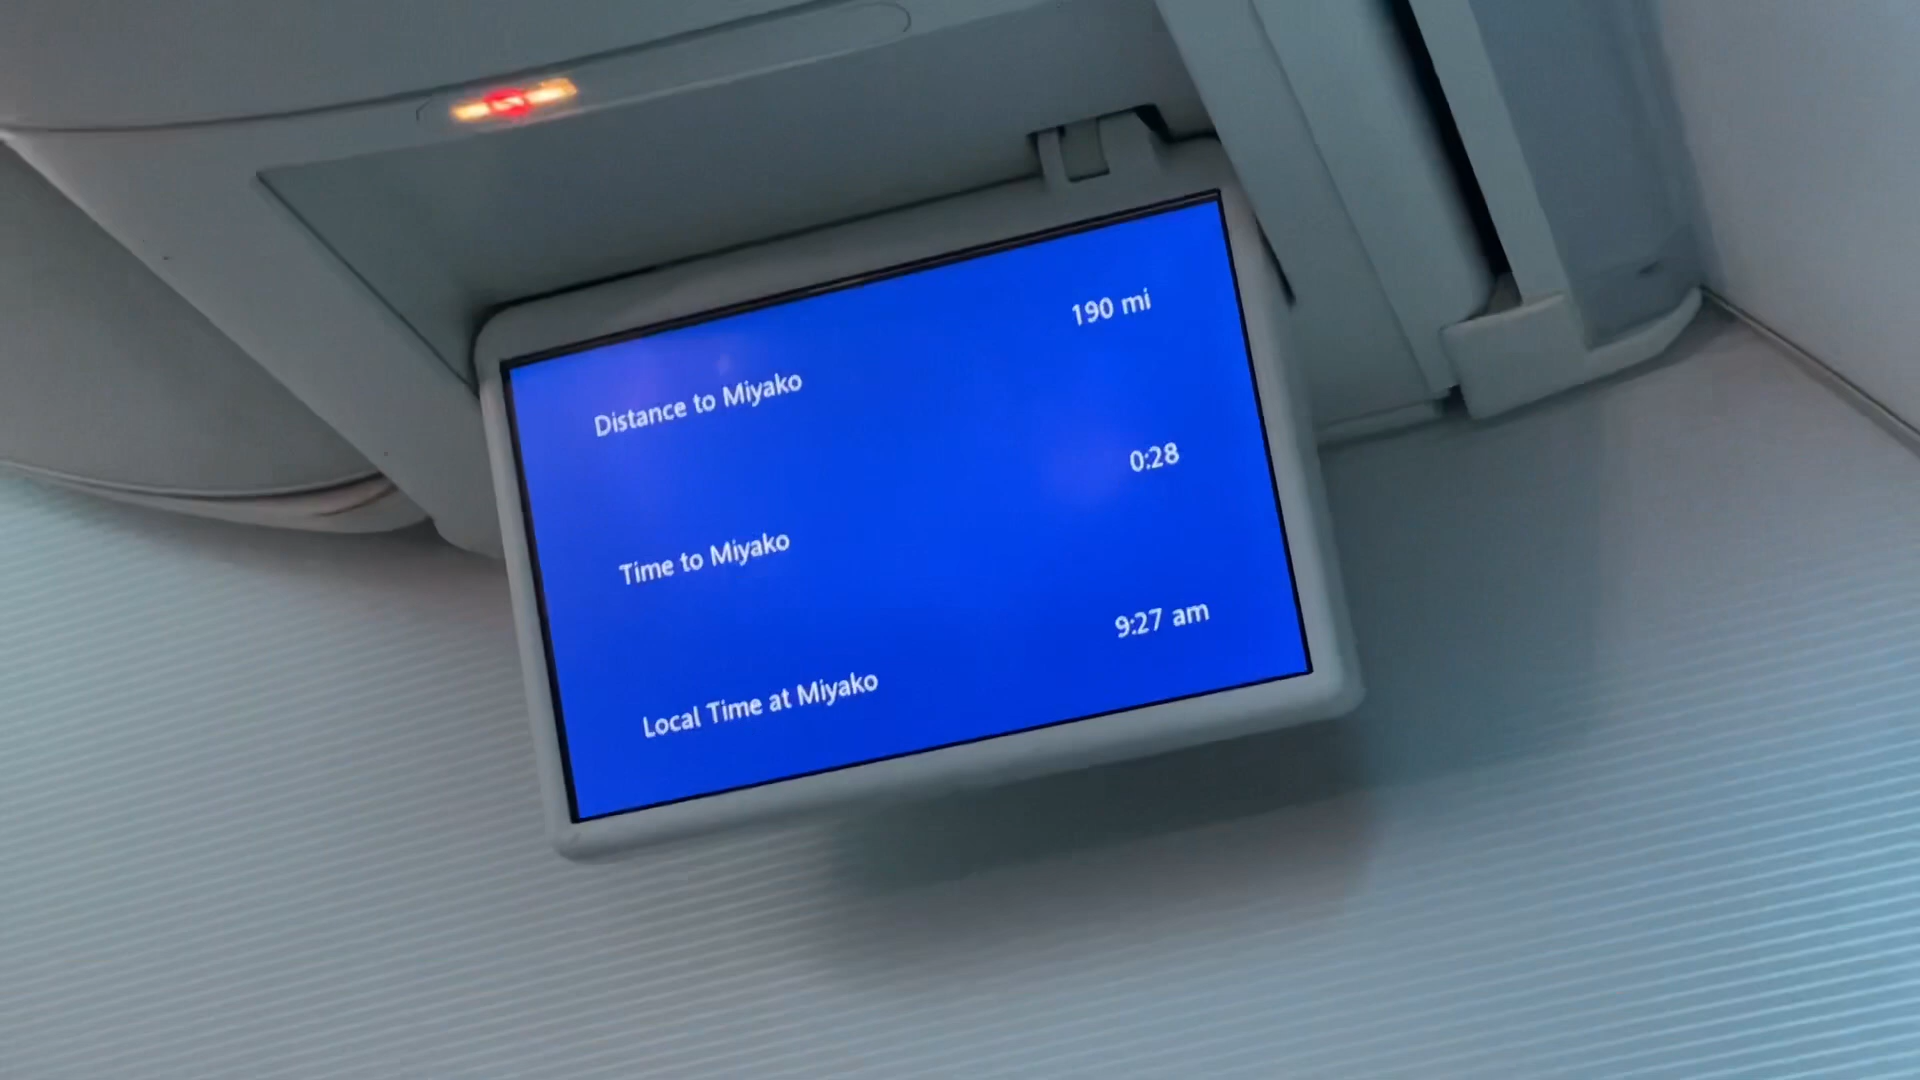 Distance to Miyako 190 mi
Time to Miyako 0:28
Local Time at Miyako 9:27 am